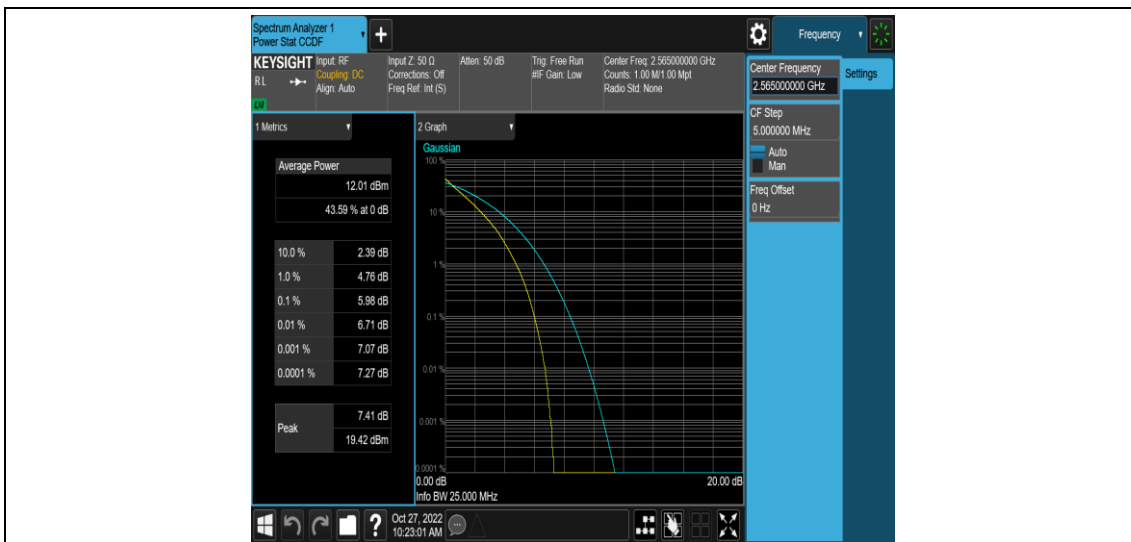 Spectrum Analyzer 1
Power Stat CCDF
+
Frequency
KEYSIGHT
RL
LXI
Input: RF
Coupling: DC
Align: Auto
Input Z: 50 Ω
Corrections: Off
Freq Ref: Int (S)
Atten: 50 dB
Trig: Free Run
#IF Gain: Low
Center Freq: 2.565000000 GHz
Counts: 1.00 M/1.00 Mpt
Radio Std: None
1 Metrics
Average Power
12.01 dBm
43.59 % at 0 dB
10.0 % 2.39 dB
1.0 % 4.76 dB
0.1 % 5.98 dB
0.01 % 6.71 dB
0.001 % 7.07 dB
0.0001 % 7.27 dB
Peak
7.41 dB
19.42 dBm
2 Graph
Gaussian
100 %
10 %
1 %
0.1 %
0.01 %
0.001 %
0.0001 %
0.00 dB 20.00 dB
Info BW 25.000 MHz
Center Frequency
2.565000000 GHz
Settings
CF Step
5.000000 MHz
Auto
Man
Freq Offset
0 Hz
?
Oct 27, 2022
10:23:01 AM